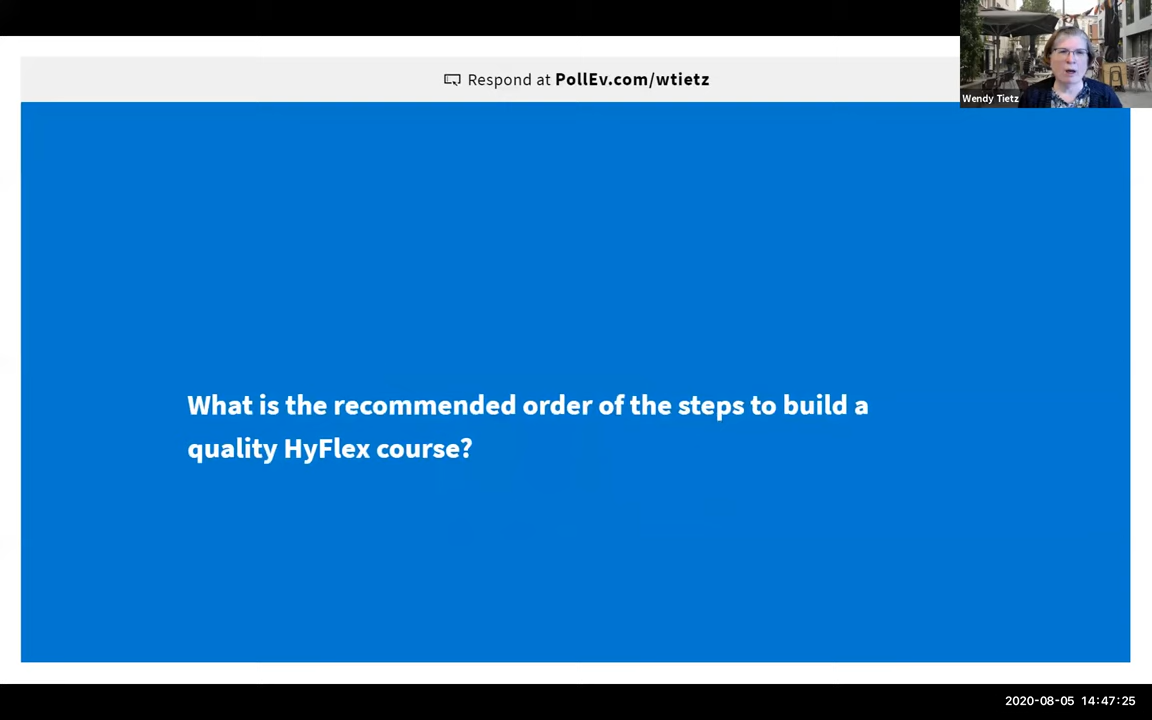 Respond at PollEv.com/wtietz
Wendy Tietz
What is the recommended order of the steps to build a
quality HyFlex course?
2020-08-05 14:47:25